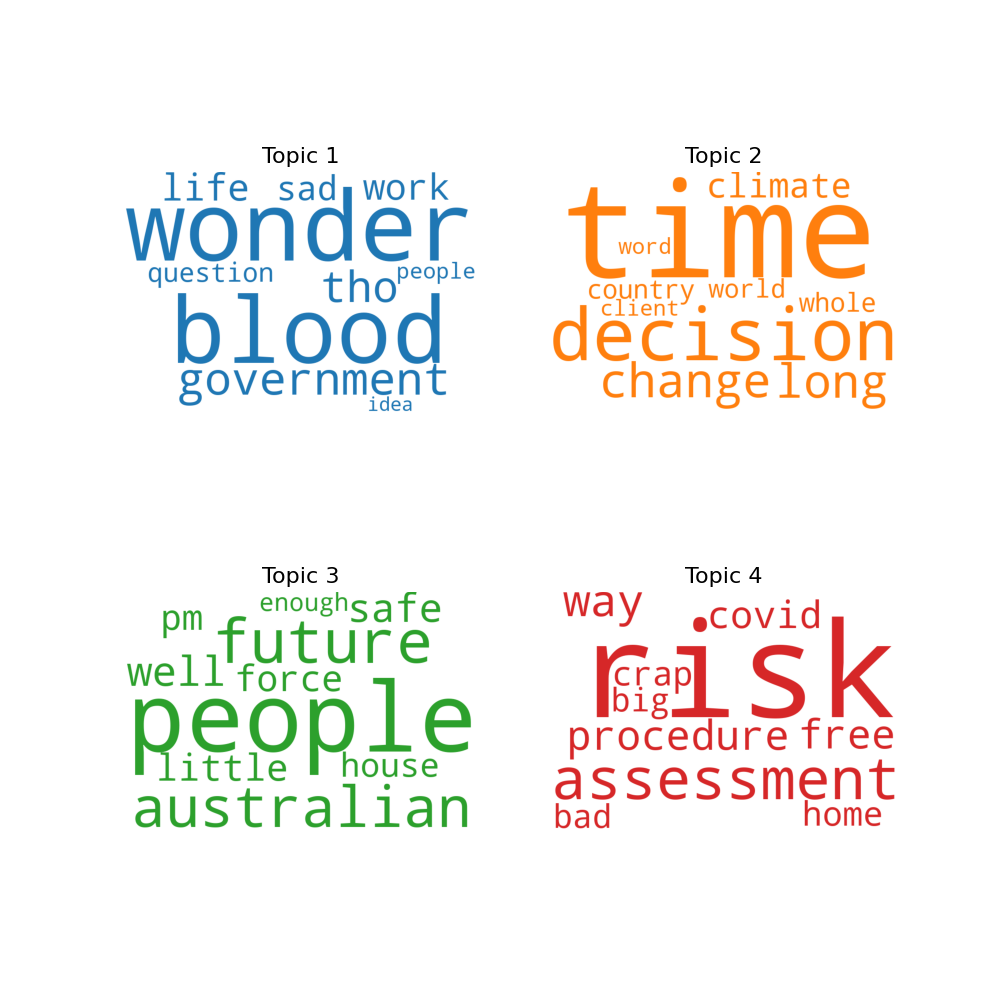 Topic 1
life sad work
wonder
question tho people
blood
government
idea
Topic 2
climate
time
word
country world
client whole
decision
change long
Topic 3
enough safe
pm future
well force
people
little house
australian
Topic 4
way covid
risk
crap
big
procedure free
assessment
bad home